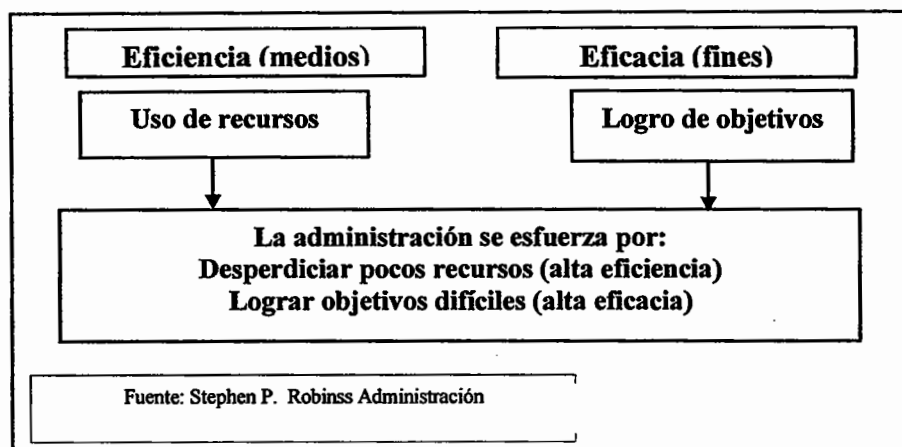 Eficiencia (medios)
Eficacia (fines)
Uso de recursos
Logro de objetivos
La administración se esfuerza por:
Desperdiciar pocos recursos (alta eficiencia)
Lograr objetivos difíciles (alta eficacia)
Fuente: Stephen P. Robinss Administración